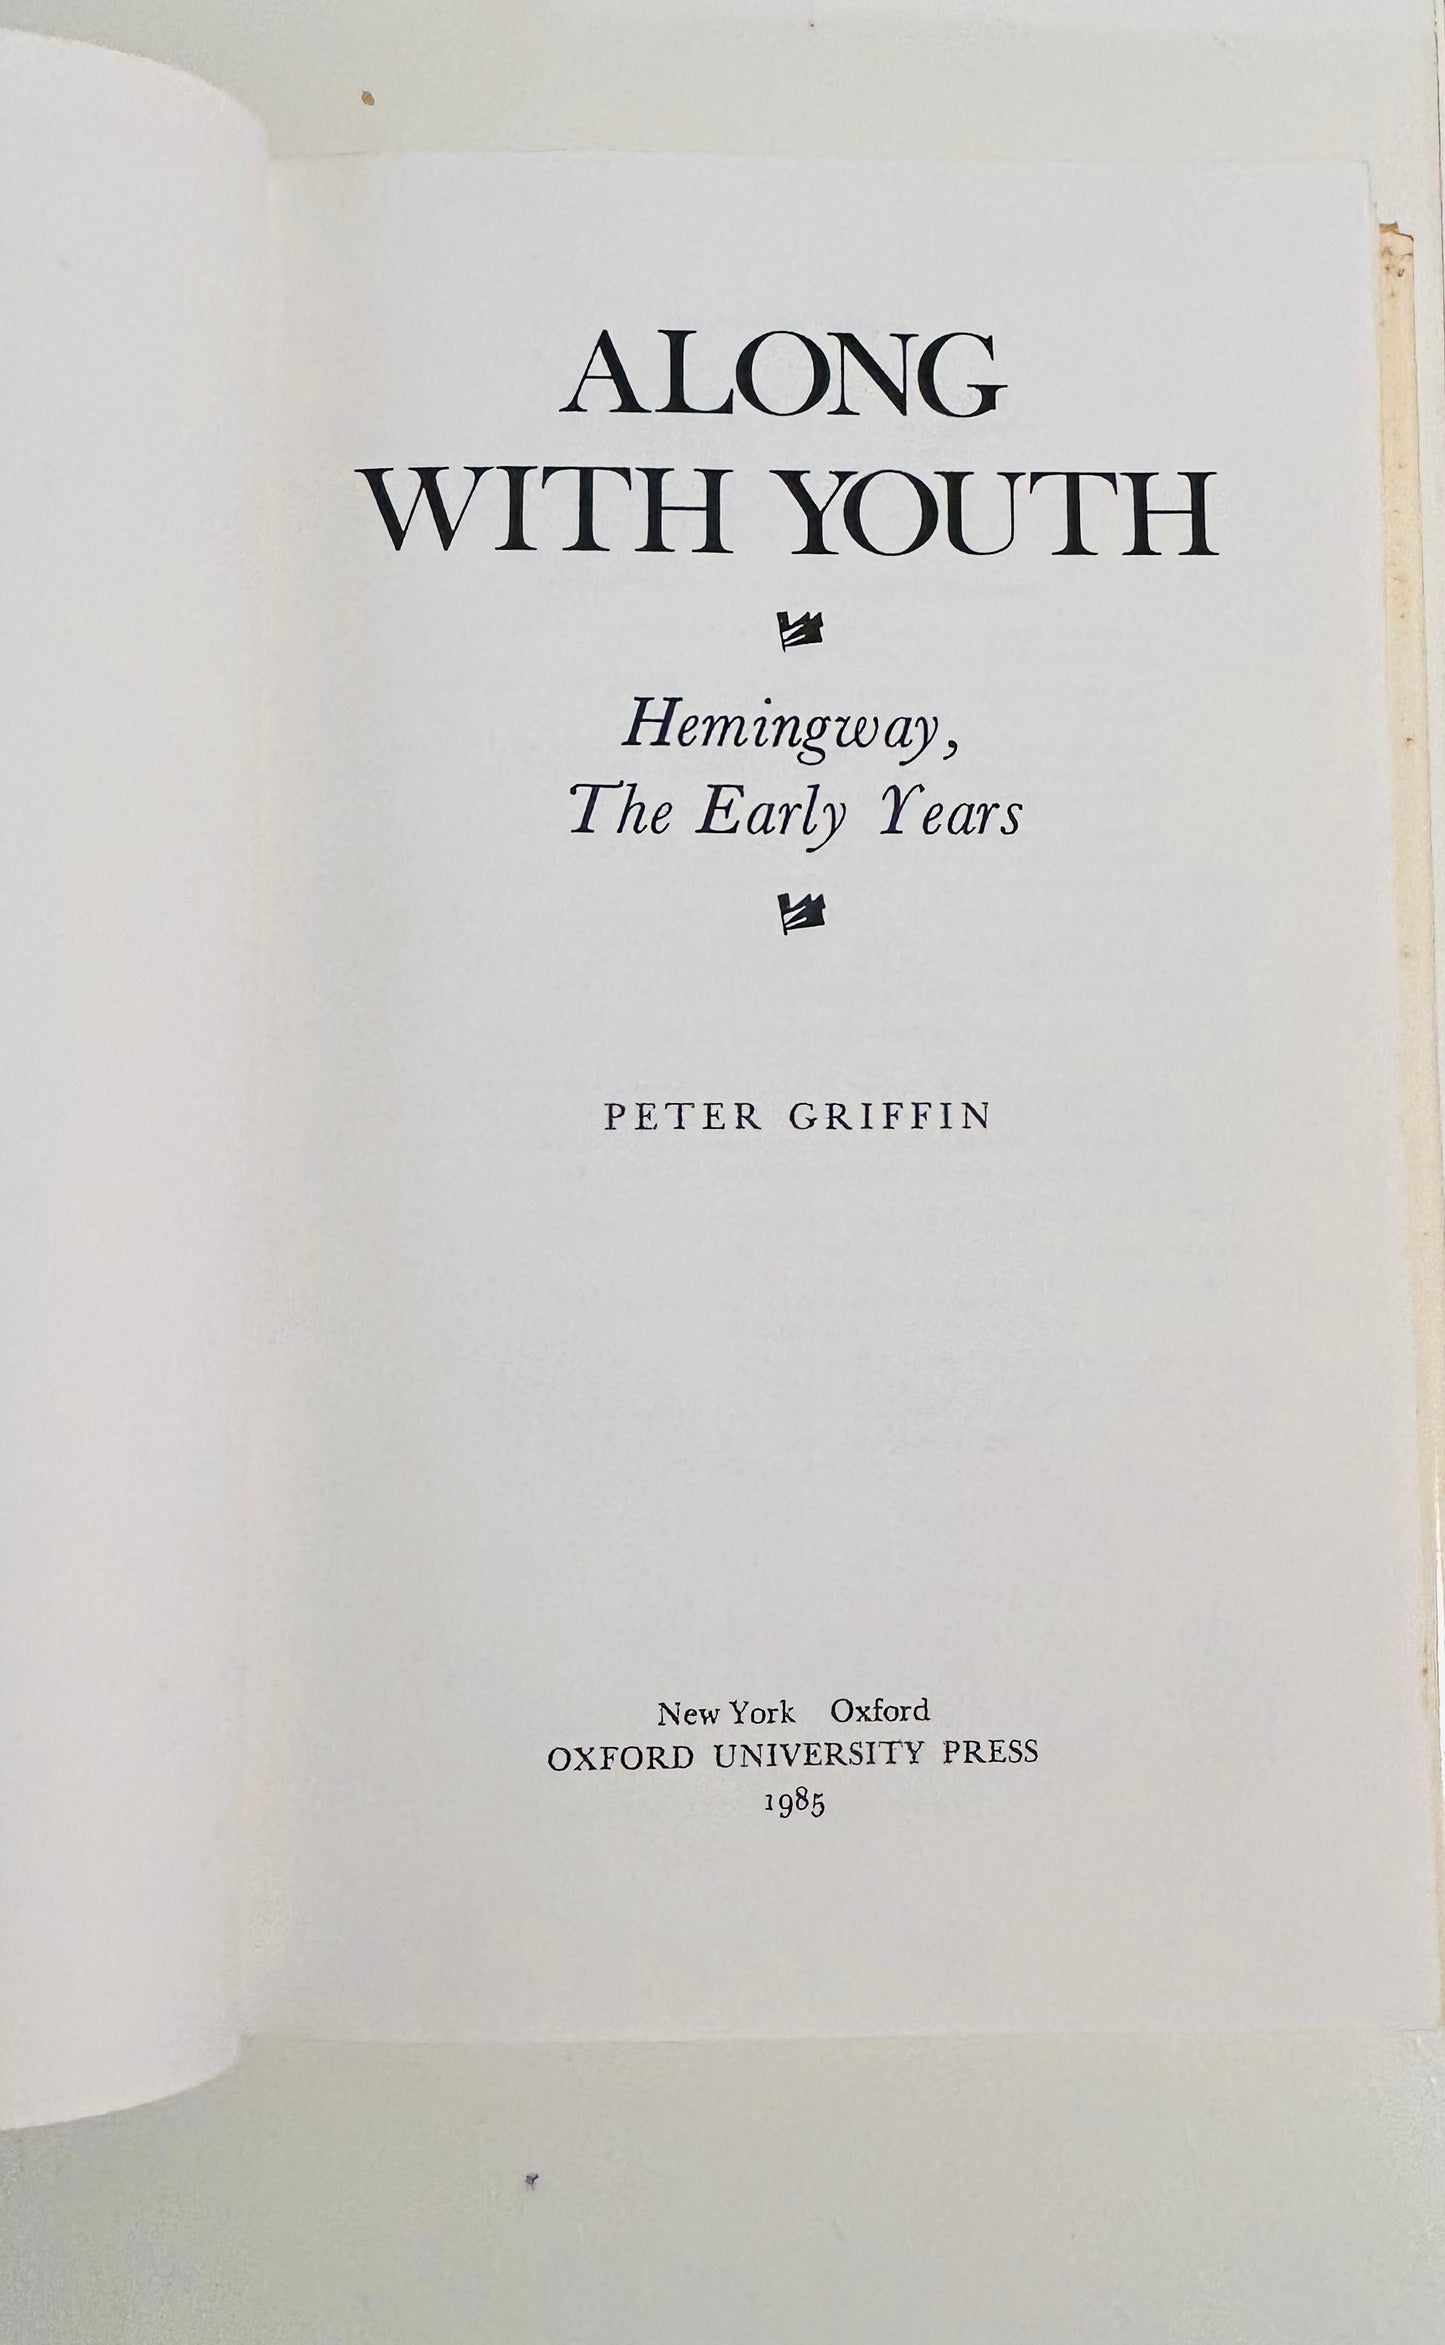 ALONG
WITH YOUTH
Hemingway,
The Early Years
PETER GRIFFIN
New York Oxford
OXFORD UNIVERSITY PRESS
1985